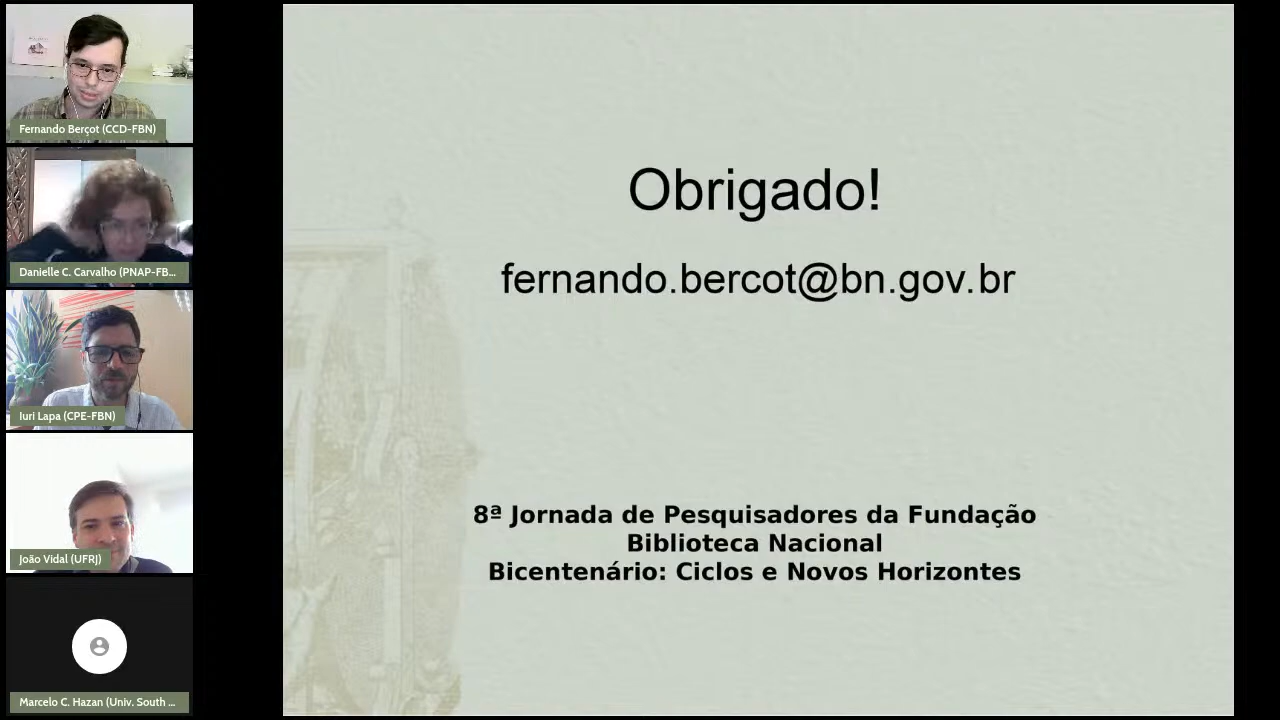 Fernando Berçot (CCD-FBN)
Danielle C. Carvalho (PNAP-FB...
Iuri Lapa (CPE-FBN)
João Vidal (UFRJ)
Marcelo C. Hazan (Univ. South ...
Obrigado!
fernando.bercot@bn.gov.br
8ª Jornada de Pesquisadores da Fundação
Biblioteca Nacional
Bicentenário: Ciclos e Novos Horizontes